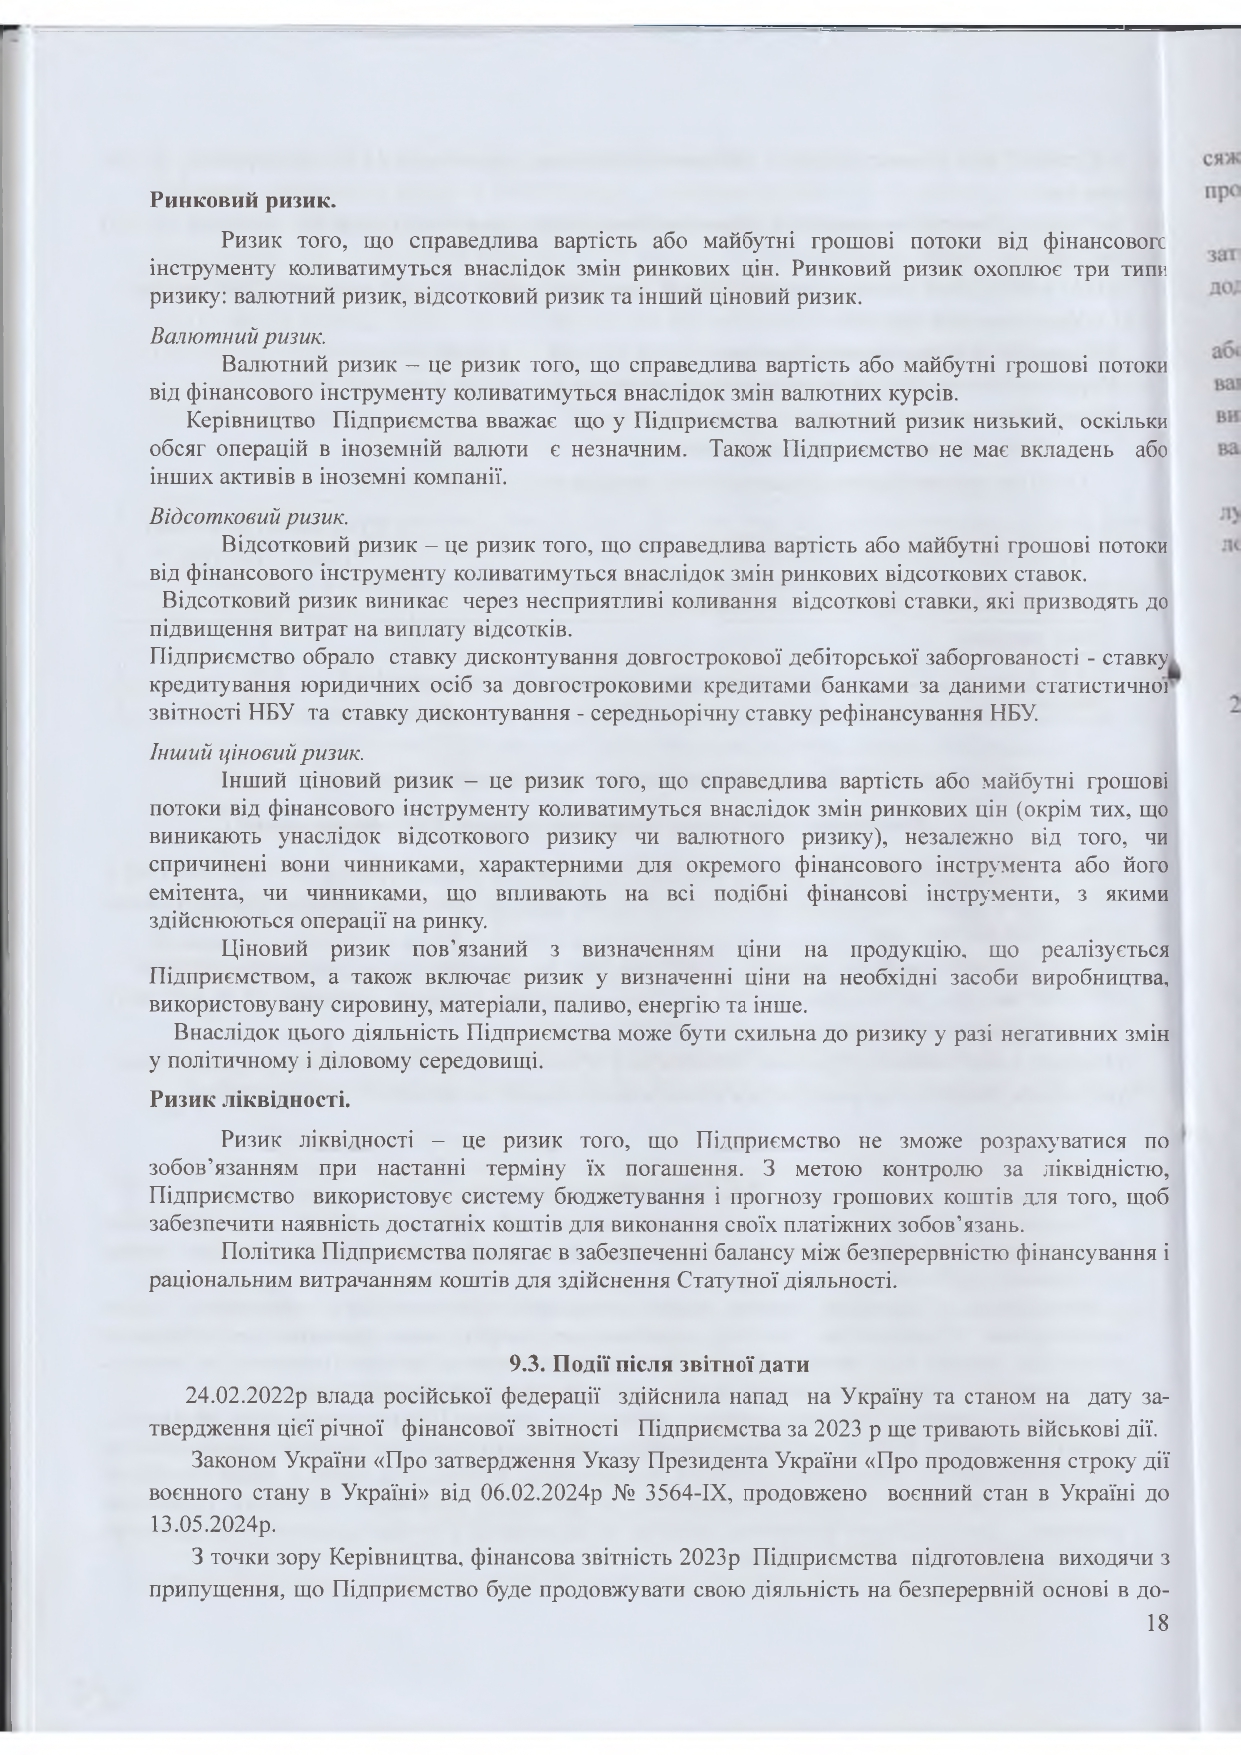 Ринковий ризик.
Ризик того, що справедлива вартість або майбутні грошові потоки від фінансового
інструменту коливатимуться внаслідок змін ринкових цін. Ринковий ризик охоплює три типи
ризику: валютний ризик, відсотковий ризик та інший ціновий ризик.
Валютний ризик.
Валютний ризик – це ризик того, що справедлива вартість або майбутні грошові потоки
від фінансового інструменту коливатимуться внаслідок змін валютних курсів.
Керівництво Підприємства вважає що у Підприємства валютний ризик низький, оскільки
обсяг операцій в іноземній валюти є незначним. Також Підприємство не має вкладень або
інших активів в іноземні компанії.
Відсотковий ризик.
Відсотковий ризик – це ризик того, що справедлива вартість або майбутні грошові потоки
від фінансового інструменту коливатимуться внаслідок змін ринкових відсоткових ставок.
Відсотковий ризик виникає через несприятливі коливання відсоткові ставки, які призводять до
підвищення витрат на виплату відсотків.
Підприємство обрало ставку дисконтування довгострокової дебіторської заборгованості - ставку
кредитування юридичних осіб за довгостроковими кредитами банками за даними статистичної
звітності НБУ та ставку дисконтування - середньорічну ставку рефінансування НБУ.
Інший ціновий ризик.
Інший ціновий ризик – це ризик того, що справедлива вартість або майбутні грошові
потоки від фінансового інструменту коливатимуться внаслідок змін ринкових цін (окрім тих, що
виникають унаслідок відсоткового ризику чи валютного ризику), незалежно від того, чи
спричинені вони чинниками, характерними для окремого фінансового інструмента або його
емітента, чи чинниками, що впливають на всі подібні фінансові інструменти, з якими
здійснюються операції на ринку.
Ціновий ризик пов’язаний з визначенням ціни на продукцію, що реалізується
Підприємством, а також включає ризик у визначенні ціни на необхідні засоби виробництва,
використовувану сировину, матеріали, паливо, енергію та інше.
Внаслідок цього діяльність Підприємства може бути схильна до ризику у разі негативних змін
у політичному і діловому середовищі.
Ризик ліквідності.
Ризик ліквідності – це ризик того, що Підприємство не зможе розрахуватися по
зобов’язанням при настанні терміну їх погашення. З метою контролю за ліквідністю,
Підприємство використовує систему бюджетування і прогнозу грошових коштів для того, щоб
забезпечити наявність достатніх коштів для виконання своїх платіжних зобов’язань.
Політика Підприємства полягає в забезпеченні балансу між безперервністю фінансування і
раціональним витрачанням коштів для здійснення Статутної діяльності.
9.3. Події після звітної дати
24.02.2022р влада російської федерації здійснила напад на Україну та станом на дату за-
твердження цієї річної фінансової звітності Підприємства за 2023 р ще тривають військові дії.
Законом України «Про затвердження Указу Президента України «Про продовження строку дії
воєнного стану в Україні» від 06.02.2024р № 3564-IX, продовжено воєнний стан в Україні до
13.05.2024р.
З точки зору Керівництва, фінансова звітність 2023р Підприємства підготовлена виходячи з
припущення, що Підприємство буде продовжувати свою діяльність на безперервній основі в до-
18